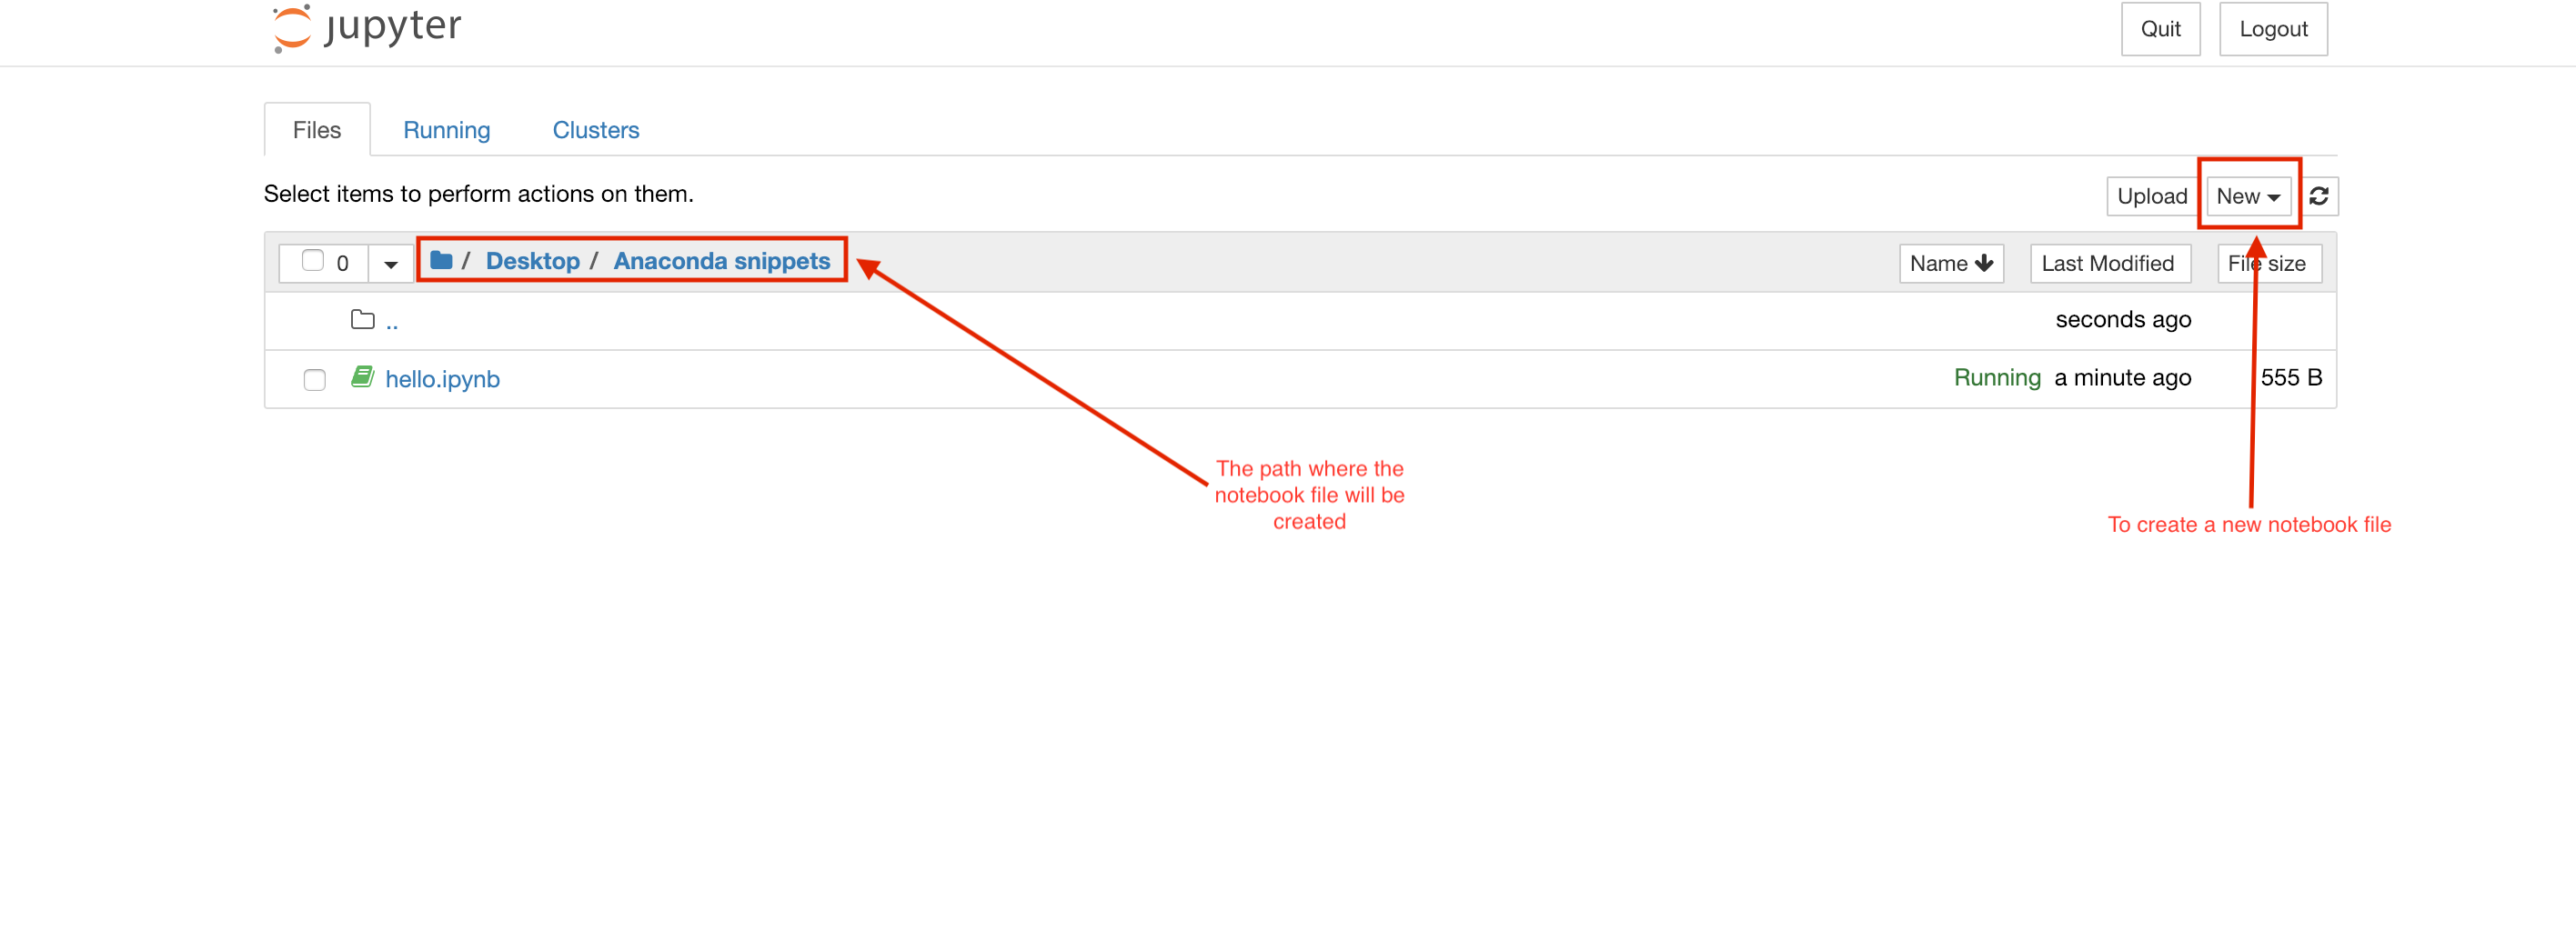 jupyter
Quit Logout
Files Running Clusters
Select items to perform actions on them.
Upload New
0 / Desktop / Anaconda snippets Name Last Modified File size
.. seconds ago
hello.ipynb Running a minute ago 555 B
The path where the
notebook file will be
created
To create a new notebook file